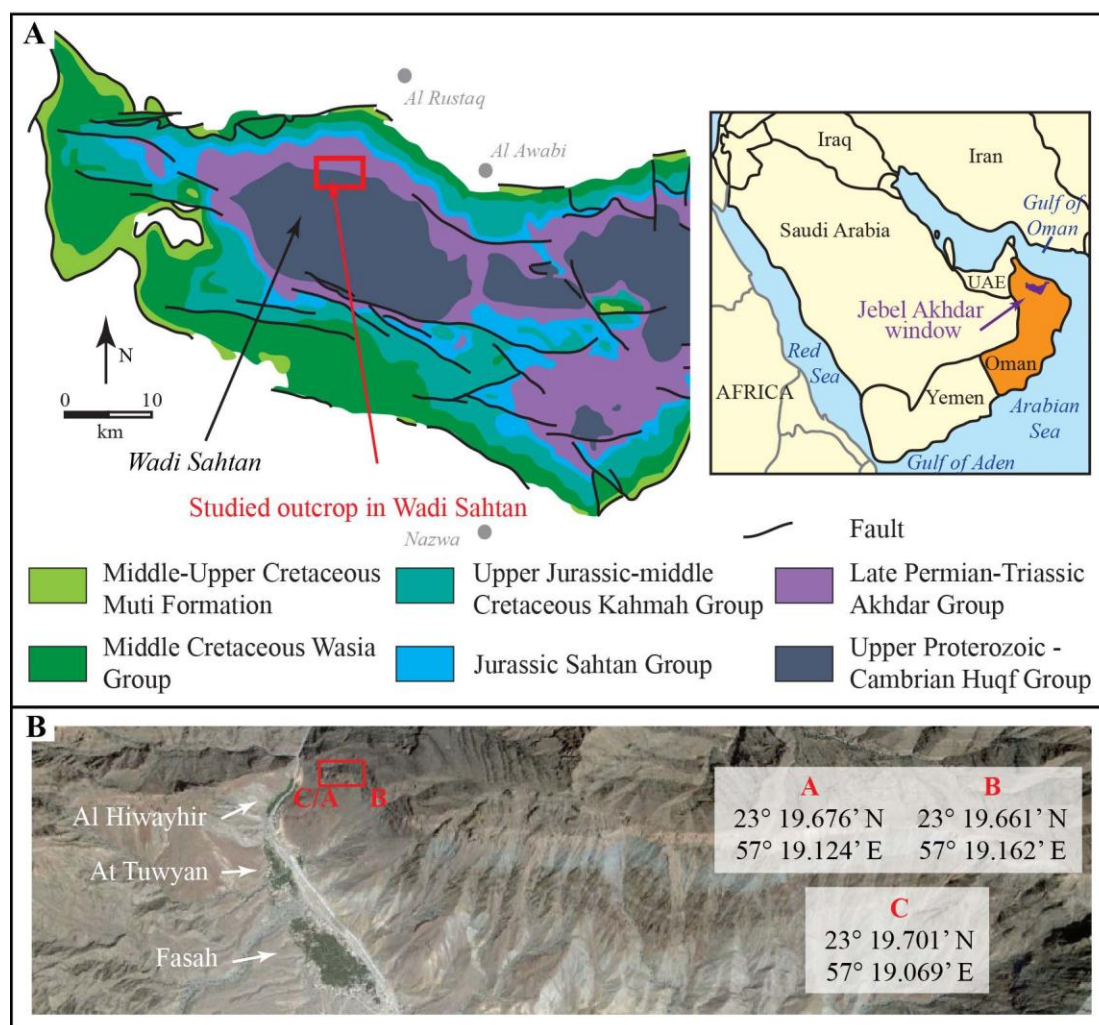 A
Al Rustaq
Al Awabi
N
0 10
km
Wadi Sahtan
Studied outcrop in Wadi Sahtan
Nazwa
Iraq
Iran
Gulf of
Oman
Saudi Arabia
UAE
Jebel Akhdar
window
Oman
Red
Sea
Yemen
AFRICA
Arabian
Sea
Gulf of Aden
Fault
Middle-Upper Cretaceous
Muti Formation
Upper Jurassic-middle
Cretaceous Kahmah Group
Late Permian-Triassic
Akhdar Group
Middle Cretaceous Wasia
Group
Jurassic Sahtan Group
Upper Proterozoic -
Cambrian Huqf Group
B
C/A B
Al Hiwayhir
At Tuwyan
Fasah
A
23° 19.676’ N
57° 19.124’ E
B
23° 19.661’ N
57° 19.162’ E
C
23° 19.701’ N
57° 19.069’ E